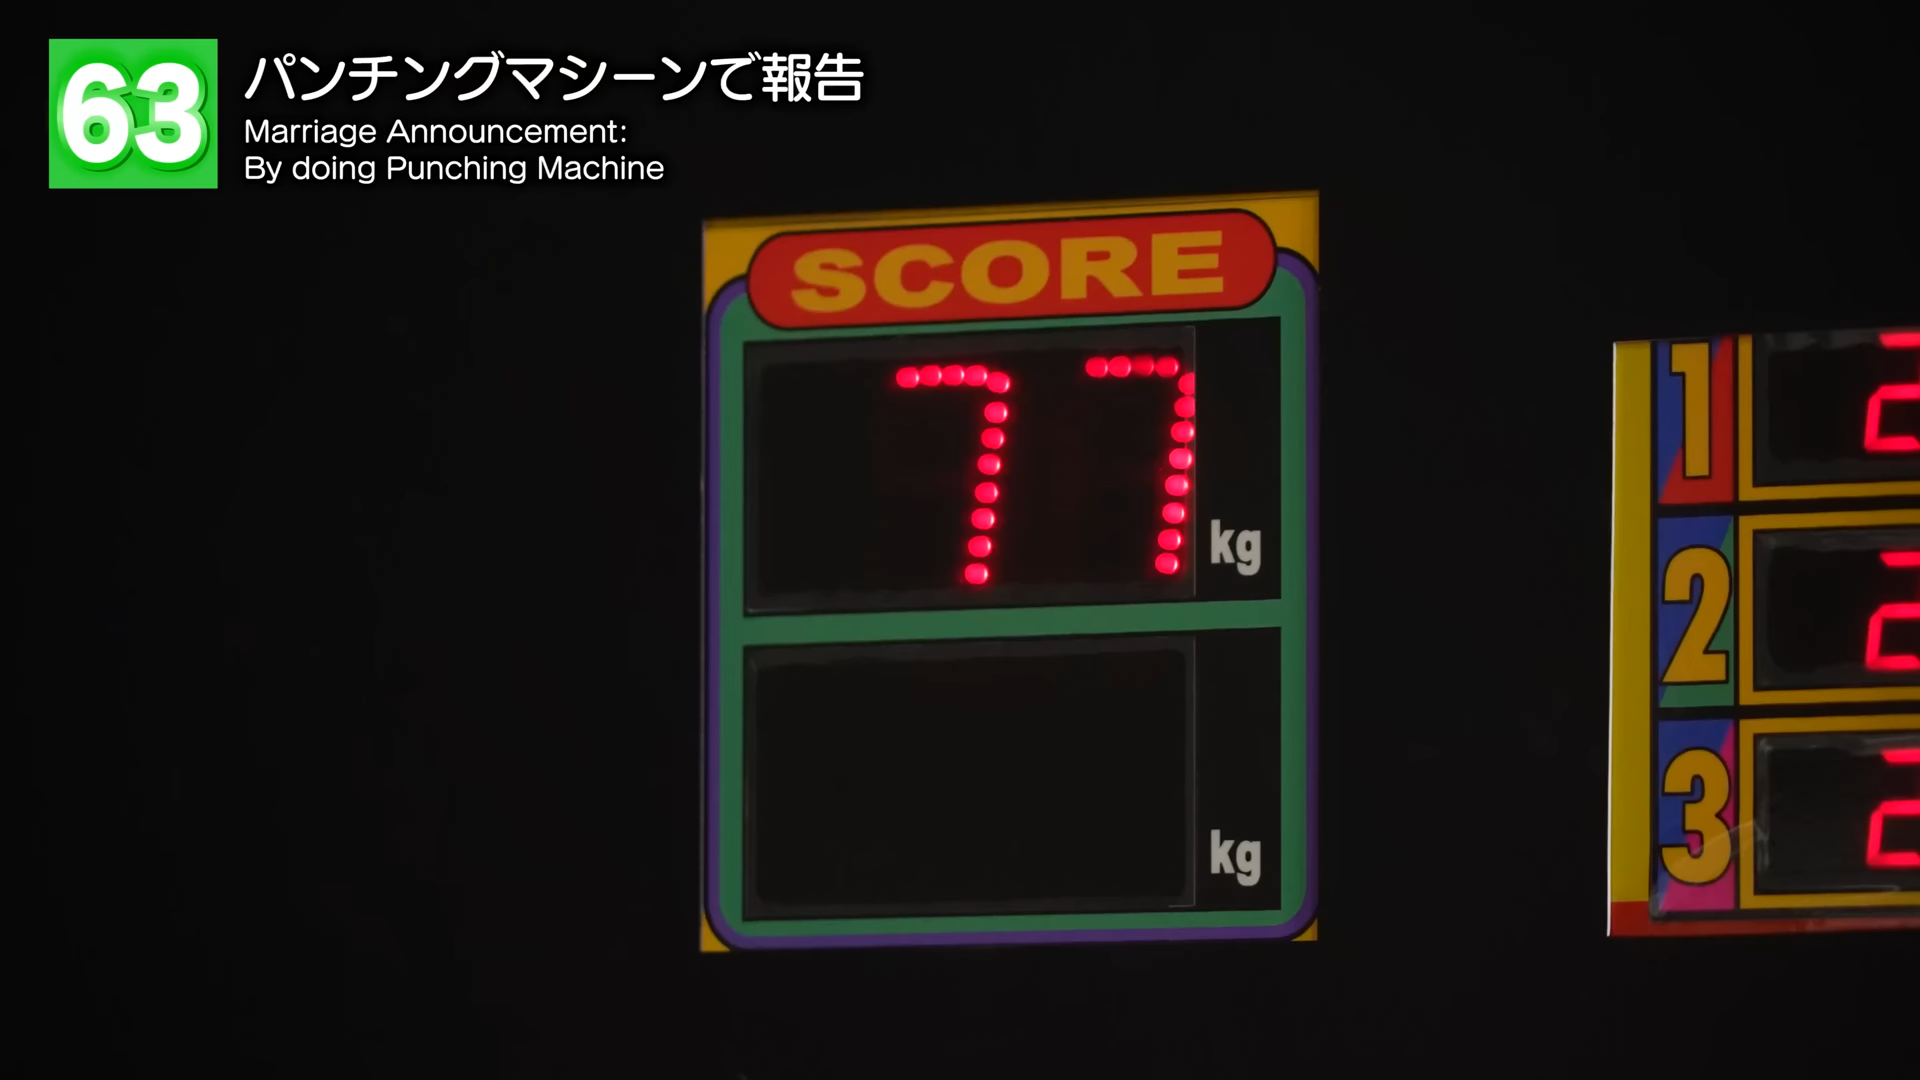 63
パンチングマシーンで報告
Marriage Announcement:
By doing Punching Machine
SCORE
77
kg
kg
1
2
3